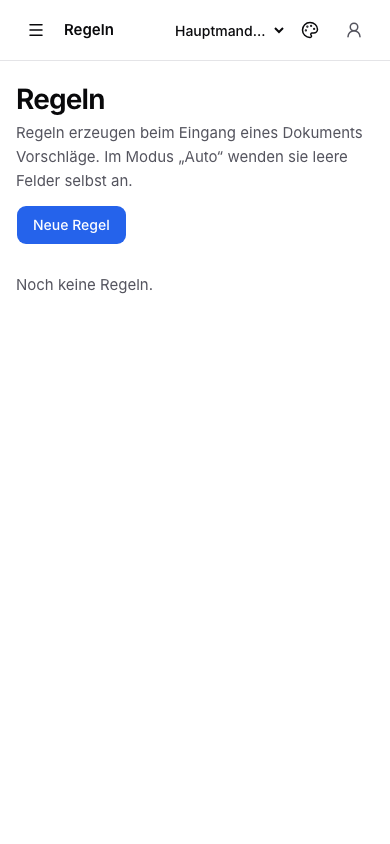 Regeln
Hauptmand...
Regeln
Regeln erzeugen beim Eingang eines Dokuments
Vorschläge. Im Modus „Auto“ wenden sie leere
Felder selbst an.
Neue Regel
Noch keine Regeln.